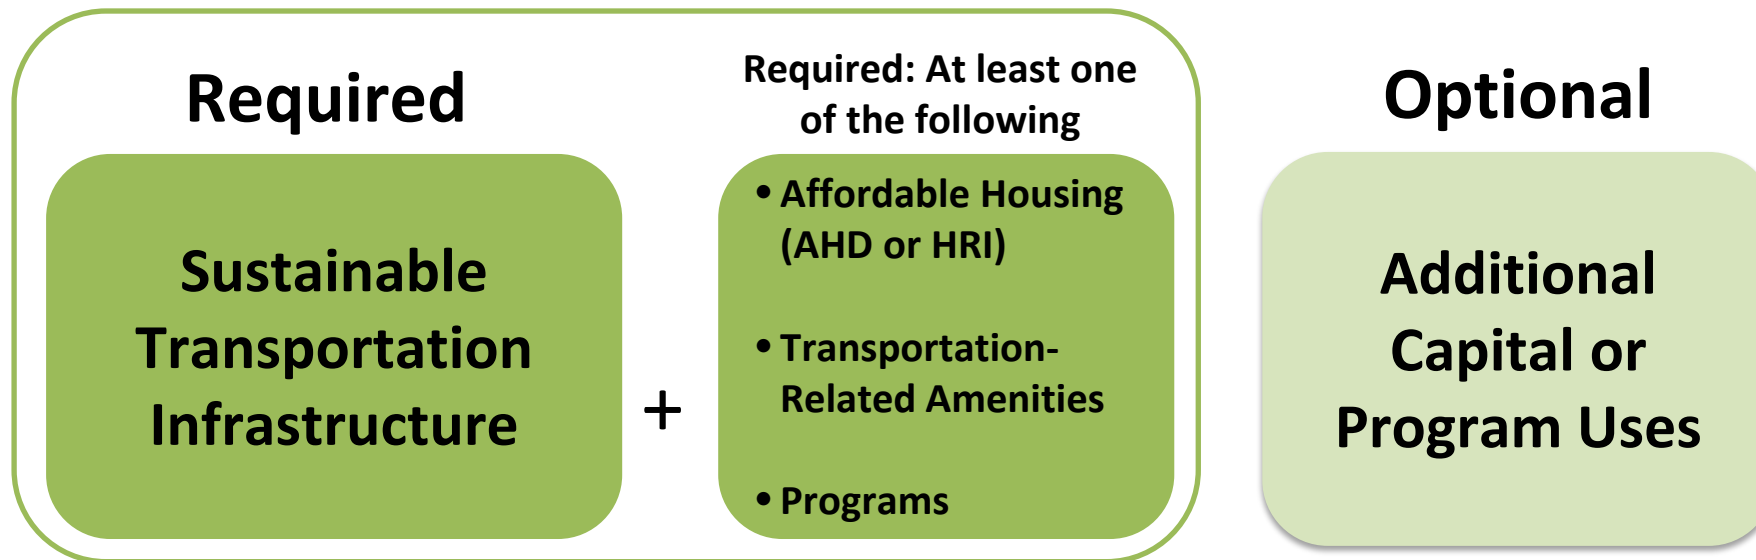 Required
Sustainable
Transportation
Infrastructure
+
Required: At least one
of the following
• Affordable Housing
(AHD or HRI)
• Transportation-
Related Amenities
• Programs
Optional
Additional
Capital or
Program Uses